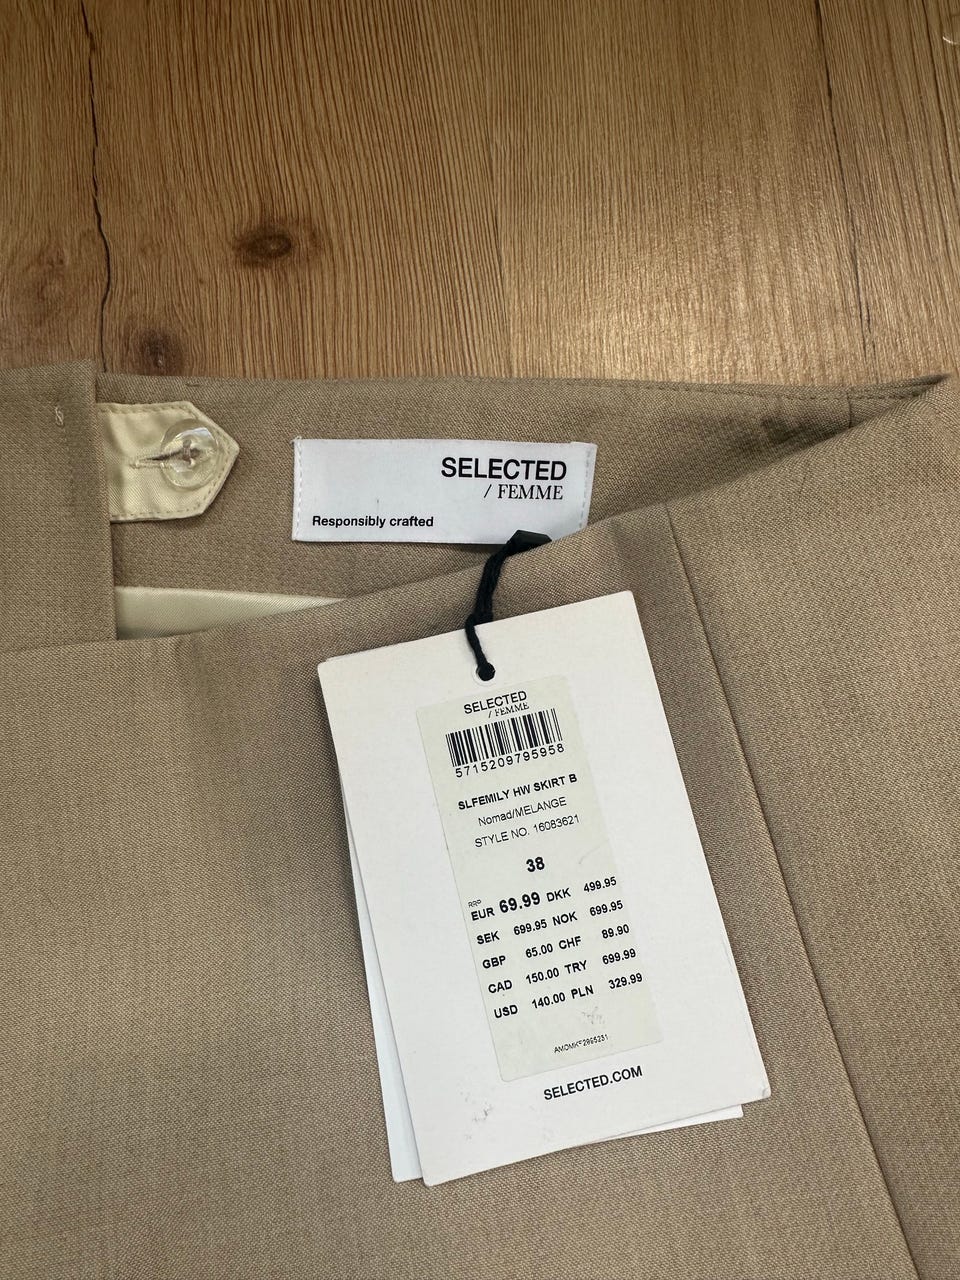 SELECTED
/ FEMME
Responsibly crafted
SELECTED
/ FEMME
5715209795958
SLFEMILY HW SKIRT B
Nomad/MELANGE
STYLE NO. 16083621
38
RRP
EUR 69.99 DKK 499.95
SEK 699.95 NOK 699.95
GBP 65.00 CHF 89.90
CAD 150.00 TRY 699.99
USD 140.00 PLN 329.99
SELECTED.COM